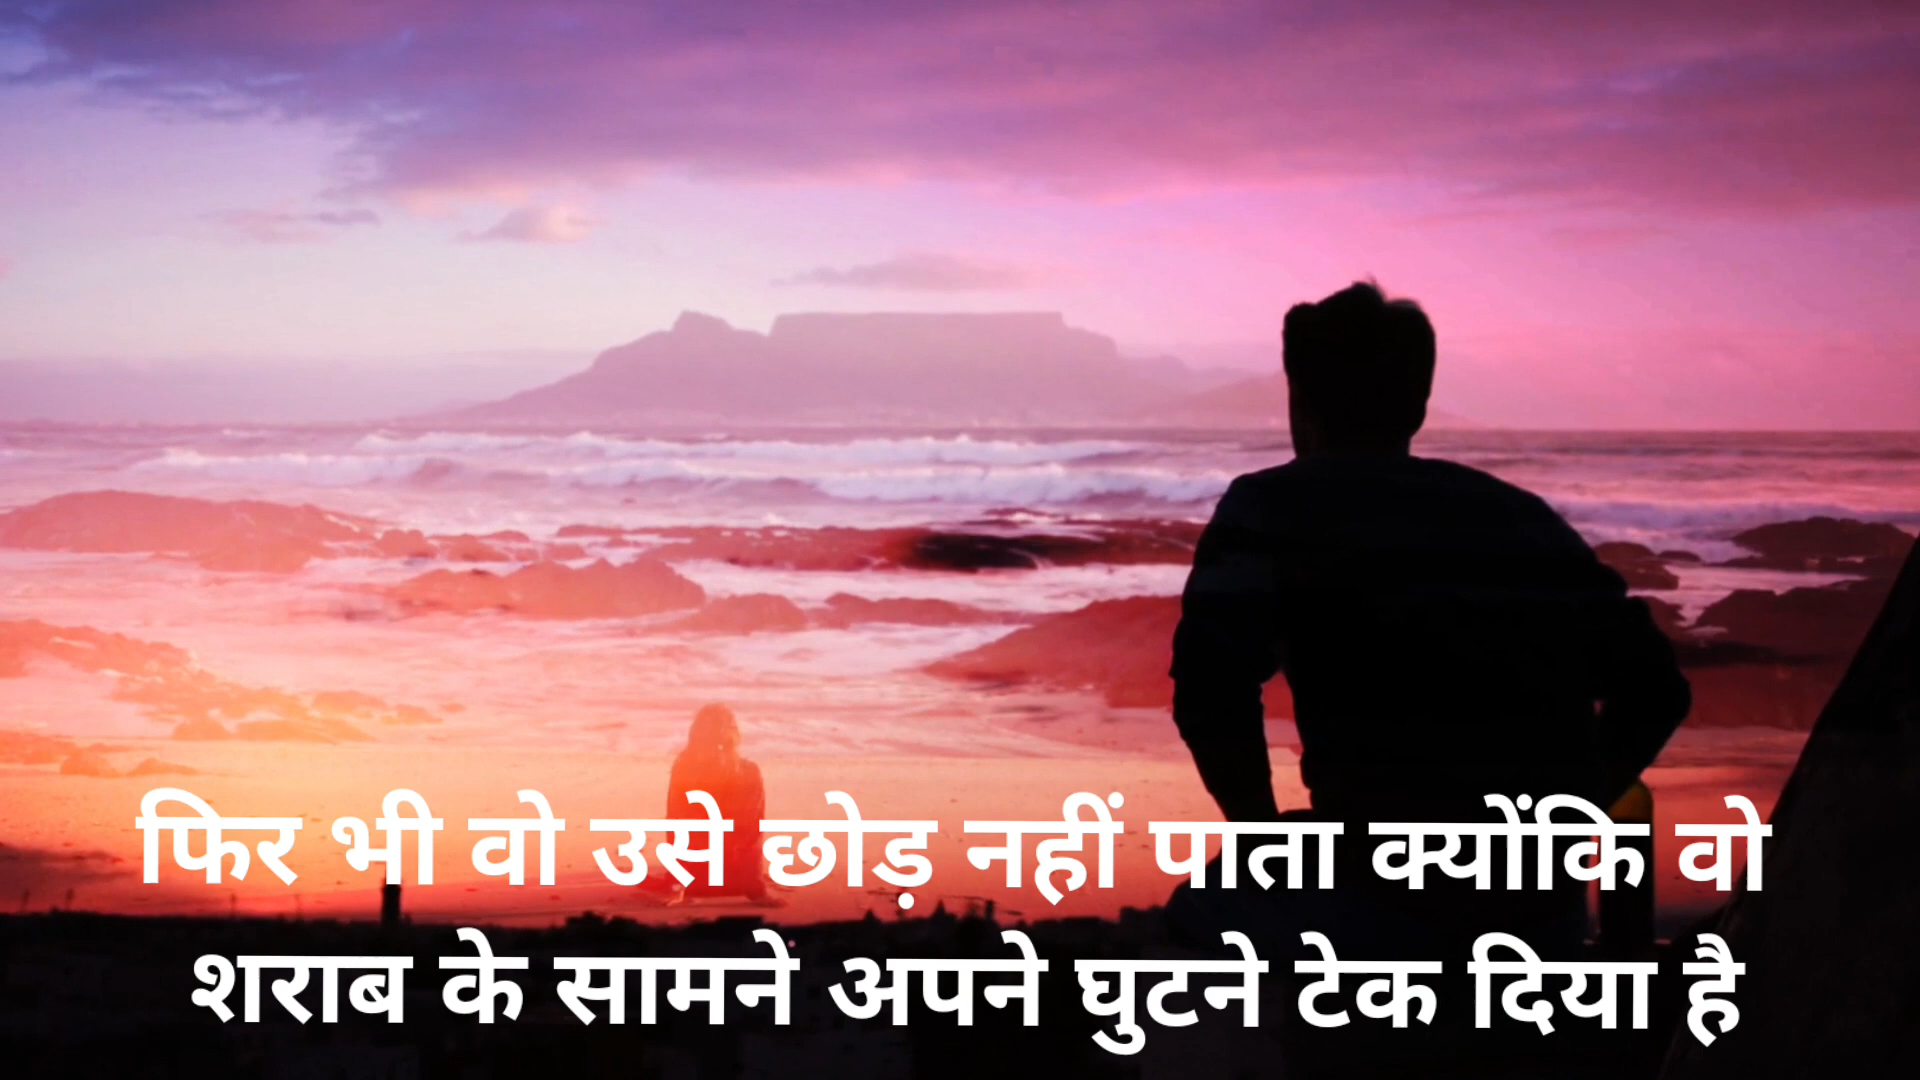 फिर भी वो उसे छोड़ नहीं पाता क्योंकि वो
शराब के सामने अपने घुटने टेक दिया है